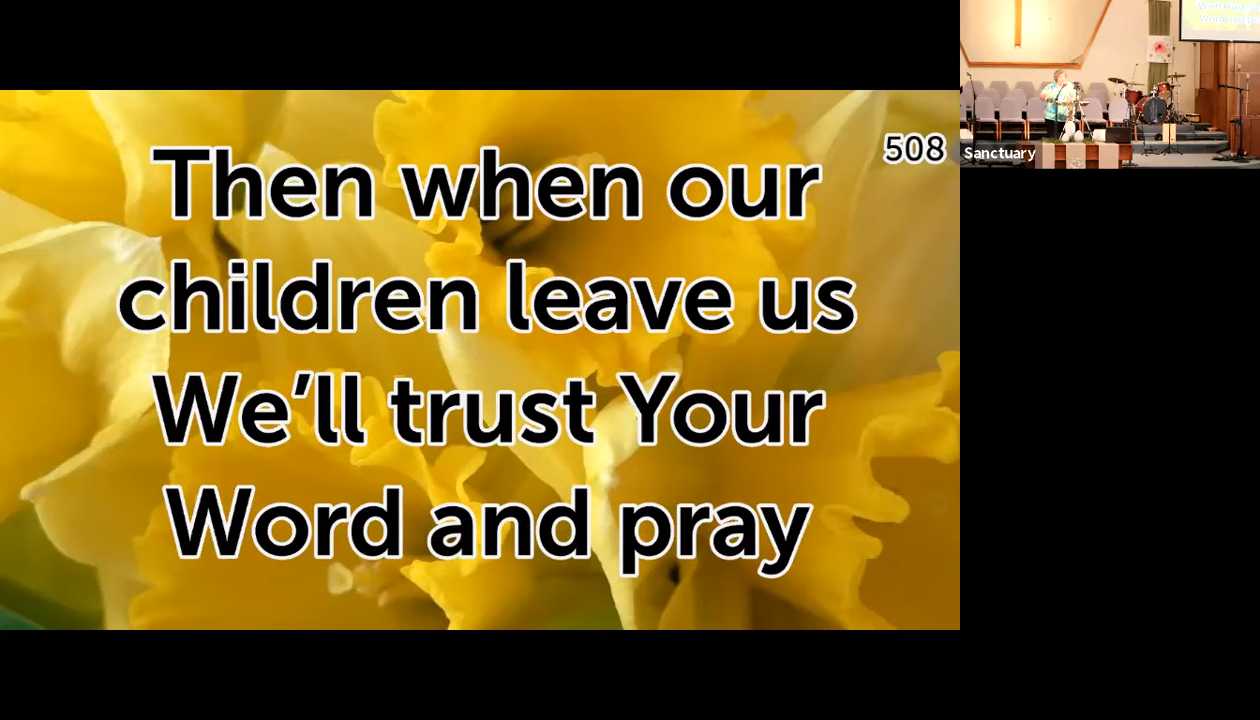 Then when our
508
children leave us
We'll trust Your
Word and pray
Sanctuary